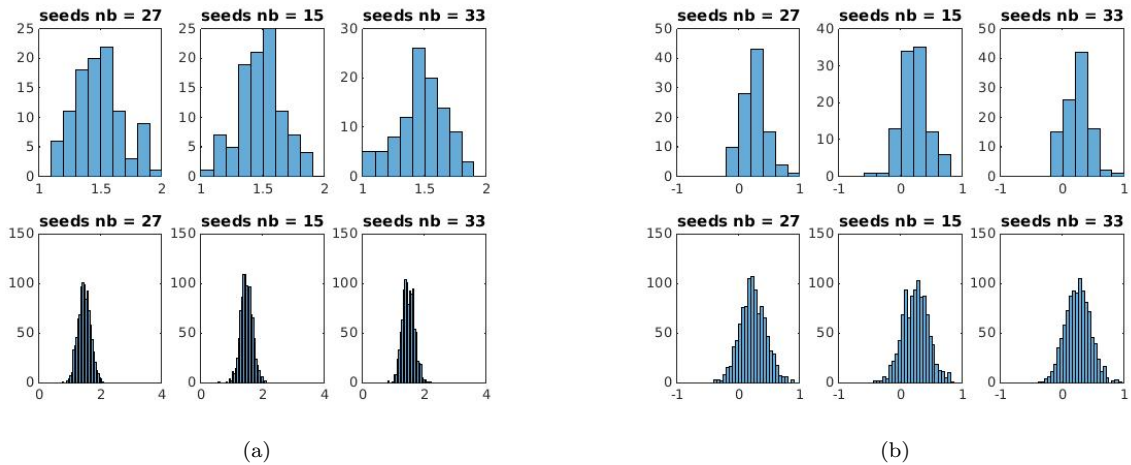 seeds nb = 27 seeds nb = 15 seeds nb = 33 seeds nb = 27 seeds nb = 15 seeds nb = 33
25 25 30 50 40 50
20 20 40 30 40
15 15 20 30 20 30
10 10 10 20 10 20
5 5 10 10
0 0 0 0 0 0
1 1.5 2 1 1.5 2 1 1.5 2 -1 0 1 -1 0 1 -1 0 1
seeds nb = 27 seeds nb = 15 seeds nb = 33 seeds nb = 27 seeds nb = 15 seeds nb = 33
150 150 150 150 150 150
100 100 100 100 100 100
50 50 50 50 50 50
0 0 0 0 0 0
0 2 4 0 2 4 0 2 4 -1 0 1 -1 0 1 -1 0 1
(a) (b)